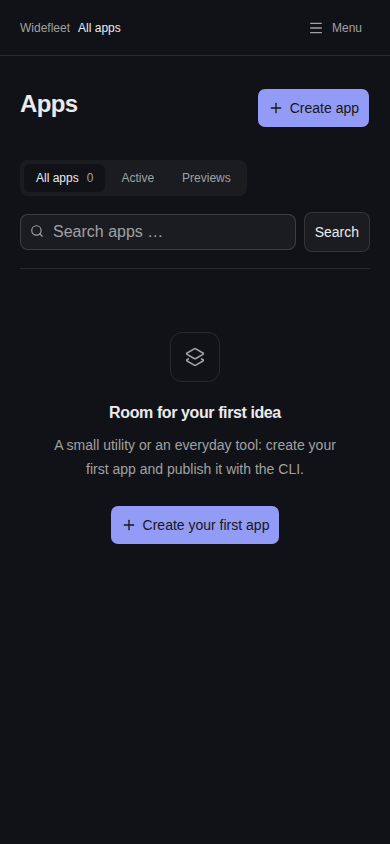 Widefleet All apps
Menu
Apps
Create app
All apps 0 Active Previews
Search apps …
Search
Room for your first idea
A small utility or an everyday tool: create your
first app and publish it with the CLI.
Create your first app